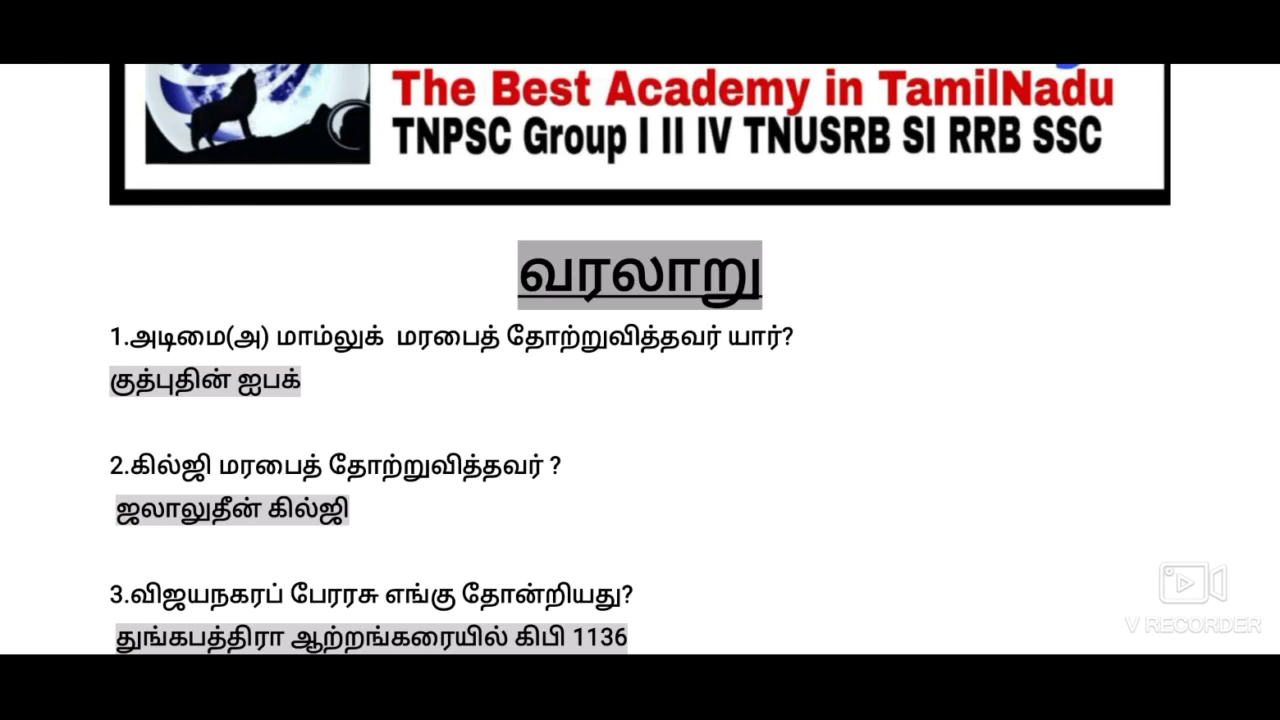 The Best Academy in TamilNadu
TNPSC Group I II IV TNUSRB SI RRB SSC
வரலாறு
1.அடிமை(அ) மாம்லுக் மரபைத் தோற்றுவித்தவர் யார்?
குத்புதின் ஐபக்
2.கில்ஜி மரபைத் தோற்றுவித்தவர் ?
ஜலாலுதீன் கில்ஜி
3.விஜயநகரப் பேரரசு எங்கு தோன்றியது?
துங்கபத்திரா ஆற்றங்கரையில் கிபி 1136
V RECORDER